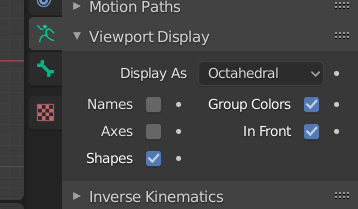 Motion Paths
Viewport Display
Display As Octahedral
Names Group Colors
Axes In Front
Shapes
Inverse Kinematics